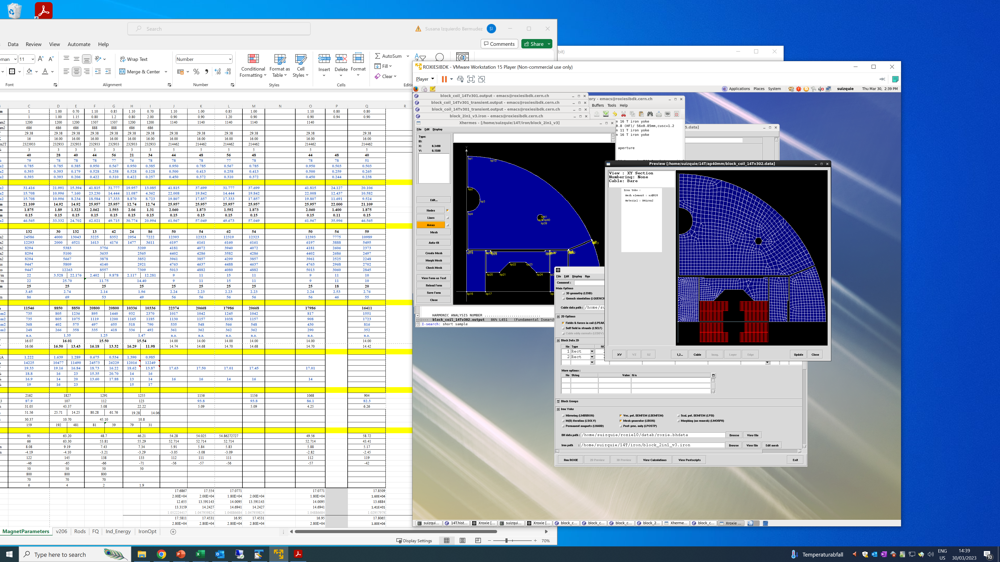 Search
Susana Izquierdo Bermudez
SI
Data Review View Automate Help
Comments
Share
11
Wrap Text
Merge & Center
Number
Conditional Formatting
Format as Table
Cell Styles
Insert
Delete
Format
AutoSum
Fill
Clear
Font
Alignment
Number
Styles
Cells
C D E F G H I J K L M N O P Q R
1 1.00 0.70 1.10 0.85 1.10 0.70 1.10 1.00 0.85 1.00 1.10 0.80 0.80
1 1.00 1.15 0.80 1.2 0.80 2.00 0.90 0.90 1.20 0.90 0.90 0.94 0.90
1200 1200 1200 1507 1507 1200 1200 1140 1140 1140 1140 1140
686 686 686 888 888 686 686
29.38 29.38 29.38 29.38 29.38 29.38 29.38 29.38 29.38 29.38 29.38 29.38 29.38
16 16.00 16.00 16.00 16.00 16.00 16.00 16.00 16.00 16.00 16.00 16.00 16.00
2323933 232933 232933 232933 232933 232933 232933 214462 214462 214462 214462 214462 214462
3 3 3 3 3 3 3 5 5 5 5 5 5
40 28 40 44 56 21 34 44 48 56 48 44 48 40
79 78 78 78 77 76 78 78 78 77 78 78 78 51
0.785 0.785 0.385 0.950 0.567 0.950 0.385 0.950 0.785 0.567 0.785 0.950 0.503 0.503
0.393 0.393 0.179 0.528 0.258 0.528 0.128 0.500 0.413 0.258 0.413 0.500 0.259 0.265
0.393 0.393 0.206 0.422 0.310 0.422 0.257 0.450 0.372 0.310 0.372 0.450 0.244 0.238
31.416 21.991 15.394 41.815 31.777 19.957 13.085 41.815 37.699 31.777 37.699 41.815 24.127 20.106
15.708 10.996 7.160 23.230 14.444 11.087 4.362 22.008 19.842 14.444 19.842 22.008 12.437 10.582
15.708 10.996 8.234 18.584 17.333 8.870 8.723 19.807 17.857 17.333 17.857 19.807 11.691 9.524
21.109 14.92 14.92 25.957 25.957 12.74 12.74 25.957 25.957 25.957 25.957 25.957 22.000 21.109
1.875 1.89 1.323 2.062 1.593 2.06 1.31 2.060 1.873 1.592 1.873 2.060 1.400 1.875
0.15 0.15 0.15 0.15 0.15 0.15 0.15 0.15 0.15 0.15 0.15 0.15 0.11 0.15
46.565 33.332 24.702 62.021 49.715 30.774 20.994 61.967 57.049 49.673 57.049 61.967 35.996 46.565
132 30 132 13 42 24 86 50 54 62 54 50 54 59
24586 4000 13043 3225 8352 2954 7222 12393 12323 12319 12323 12393 7775 10989
12293 2000 6521 1613 4176 1477 3611 6197 6161 6160 6161 6197 3888 5495
8294 5383 3756 3209 4181 4072 3940 4072 4181 2606 2373
8294 5100 3635 2565 4402 4286 3582 4286 4402 2686 2497
8294 5667 3878 3852 3961 3857 4299 3857 3961 2525 2248
9447 5809 4140 2921 4763 4637 4488 4637 4763 2968 2702
9447 12263 8557 7309 5013 4882 4080 4882 5013 3060 2845
22 3.528 22.176 2.402 9.878 2.117 12.281 9 11 15 11 9 11 10
22 25.70 11.75 14.40 9 11 15 11 9 11 10
25 25 25 25 25 25 25 25 25 18 20
3.45 2.74 2.14 1.96 2.24 2.23 2.23 2.23 2.24 2.53 2.76
86 69 53 49 56 56 56 56 56 46 55
11546 8850 8850 20800 20800 10336 10336 22374 20668 17986 20668 17986 16411
735 805 1236 895 1440 932 2370 1017 1042 1245 1042 817 1551
735 805 1075 1119 1200 1165 1185 1130 1157 1038 1157 908 1723
368 402 575 497 655 518 790 535 548 566 548 430 816
248 266 358 335 418 336 492 361 362 362 362 290 352
n.a. 1.35 1.25 1.47 n.a. n.a. n.a. n.a. n.a. n.a.
16.07 16.01 15.50 15.54 14.00 14.00 14.00 14.00 14.00 14.00
16.06 16.50 13.43 16.18 13.32 16.29 11.98 14.74 14.68 14.70 14.68 14.70 14.42
1.222 1.639 1.289 0.675 0.534 1.390 0.985
14225 10477 11490 24573 26229 12016 12249
19.33 19.16 16.84 18.73 16.22 18.62 13.87 17.63 17.50 17.01 17.45 17.01
18.8 16 23 15.35 20.70 14 16
16.9 14 20 13.60 17.88 13 14 16 16 14 16 14
19 16 23 15 17
2162 1827 1291 1255 1156 1156 1068 904
87.9 107 112 123 93.8 93.8 86.1 82.3
31.05 43.37 5.08 22.22 5.09 5.09 4.25 6.26
51.56 25.71 14.25 80.28 61.76 19.28 14.06
30.37 10.70 45.10 10.8
159 192 481 81 39 79 31
91 63.20 48.7 46.21 54.28 54.025 54.86272727 49.56 58.72
66 63.30 53.81 55.29 52.714 52.714 52.714 52.714 43.41
8.08 9.19 7.43 7.34 5.91 5.84 5.83 5.88 5.17
-4.19 -4.10 -3.21 -3.29 -3.05 -3.08 -3.09 -2.82 -2.45
122 145 138 133 112 111 111 112 119
-46 -65 -66 -71 -56 -57 -56 -57 -42
50 50 50 50
800 800 800
70 70 70
6 4 2 1.9
17.6867 17.554 17.0771 17.0771 17.8509
2.00E+04 2.00E+04 1.80E+04 2.00E+04 1.80E+04 1.60E+04
12.655 13.591143 14.0095 13.591143 14.0095 13.6884
13.3159 14.2427 14.6941 14.2427 14.6941 1.41E+01
1.052224417 1.047939824 1.04886684 1.047939824 1.04886684 1.02957979
17.5811 17.4531 16.95 17.4531 16.95 17.8065
2.80E+04 2.80E+04 2.80E+04 2.80E+04 2.80E+04 1.80E+04
MagnetParameters v206 Rods FQ Ind_Energy IronOpt
Display Settings
70%
bit)
ROXIESIBDK - VMware Workstation 15 Player (Non-commercial use only)
Player
Applications Places System
suizquie
Thu Mar 30, 2:39 PM
block_coil_14Tv301.output - emacs@roxiesibdk.cern.ch
block_coil_14Tv301_transient.output - emacs@roxiesibdk.cern.ch
block_coil_14Tv301_transient.output - emacs@roxiesibdk.cern.ch
block_2in1_v3.iron - emacs@roxiesibdk.cern.ch
tory - emacs@roxiesibdk.cern.ch
Buffers Tools Help
n 16 T iron yoke
0.8 (HF)/ 56x0.85mm,cusc=1.2
n 11 T iron yoke
n 16 T iron yoke
aperture
5.data]
Xhermes - [/home/suizquie/14T/iron/block_2in1_v3]
File Edit Display
Type:
ID:
X: 0.3490
Y: 0.1580
Edit...
Nodes
Lines
Areas
Mesh
Auto-fit
Create Mesh
Morph Mesh
Check Mesh
View Form as Text
Reload Form
Save Form
Close
Y
kp1
kp10
kp2
kp3
kp4
kp41
kp40
kp39
kp19
kp22
kp23
kp20
kp21
kp24
kp16
kp17
HARMONIC ANALYSIS NUMBER ...........................
--:--- block_coil_14Tv302.output 86% L451 (Fundamental Isearch
I-search: short sample
Preview [/home/suizquie/14T/ap40mm/block_coil_14Tv302.data]
View : XY Section
Numbering: None
Cable: Bare
Iron Yoke :
Mesh element : ar@826
Material : BMiron2
XY YZ SZ 1,2... Cable Imag. Layer Edge Update Close
File Edit Display Run
Comment :
Main Options
3D geometry (LEND)
Quench simulation (LQUENCH
Cable data path : /home/su
2D Options
Fields & forces in coil (LPEAK
Self field in strands (LSELF)
Cable eddy currents (LEDDY)
Block Data 2D
No Type
1 Rect
2 Rect
More options :
No String Value N/a
Block Groups
Iron Yoke
Mirroring (LMIRIRON) Vec. pot. BEMFEM (LBEMFEM) Scal. pot. BEMFEM (LPSI)
M(B) iteration (LSOLV) Mesh generator (LIRON) Morphing (no remesh) (LMORPH)
Permanent magnets (LHARD) Post-proc. only (LPOSTP)
BH data path : /home/suizquie/roxie10/datab/roxie.bhdata Browse View file
Iron path : /home/suizquie/14T/iron/block_2in1_v3.iron Browse View file Edit mesh
Run ROXIE 2D Preview 3D Preview View Calculations View Postscripts Exit
suizqui... 14T.hist... Xroxie [... suizqui... Xroxie [... block_c... block_c... block_c... block_2... Xherme... block_c... Xroxie ...
Type here to search
Temperaturabfall
ENG
US
14:39
30/03/2023
10